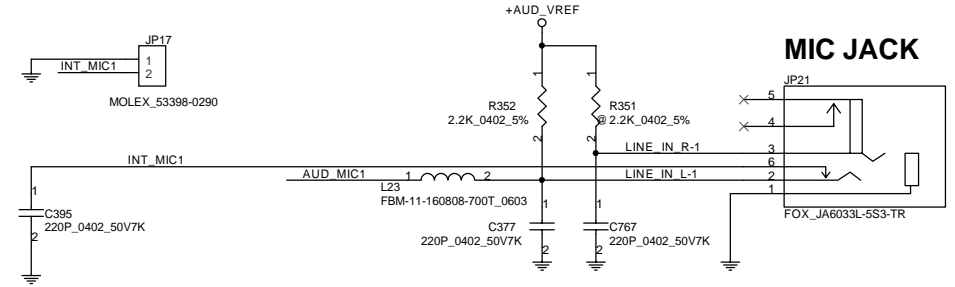 +AUD_VREF
JP17
1
2
INT_MIC1
MOLEX_53398-0290
MIC JACK
JP21
1
R352
2.2K_0402_5%
2
1
R351
@ 2.2K_0402_5%
2
5
4
LINE_IN_R-1
3
INT_MIC1
6
AUD_MIC1
1
2
LINE_IN_L-1
2
L23
FBM-11-160808-700T_0603
1
FOX_JA6033L-5S3-TR
1
C395
220P_0402_50V7K
2
1
C377
220P_0402_50V7K
2
1
C767
220P_0402_50V7K
2